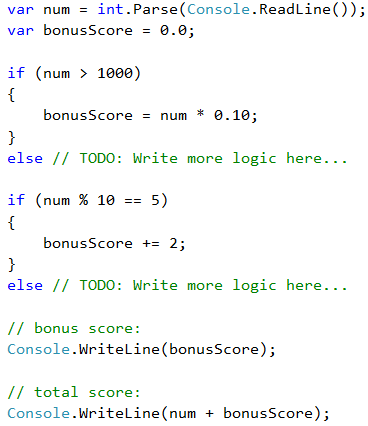 var num = int.Parse(Console.ReadLine());
var bonusScore = 0.0;
if (num > 1000)
{
    bonusScore = num * 0.10;
}
else // TODO: Write more logic here...
if (num % 10 == 5)
{
    bonusScore += 2;
}
else // TODO: Write more logic here...
// bonus score:
Console.WriteLine(bonusScore);
// total score:
Console.WriteLine(num + bonusScore);